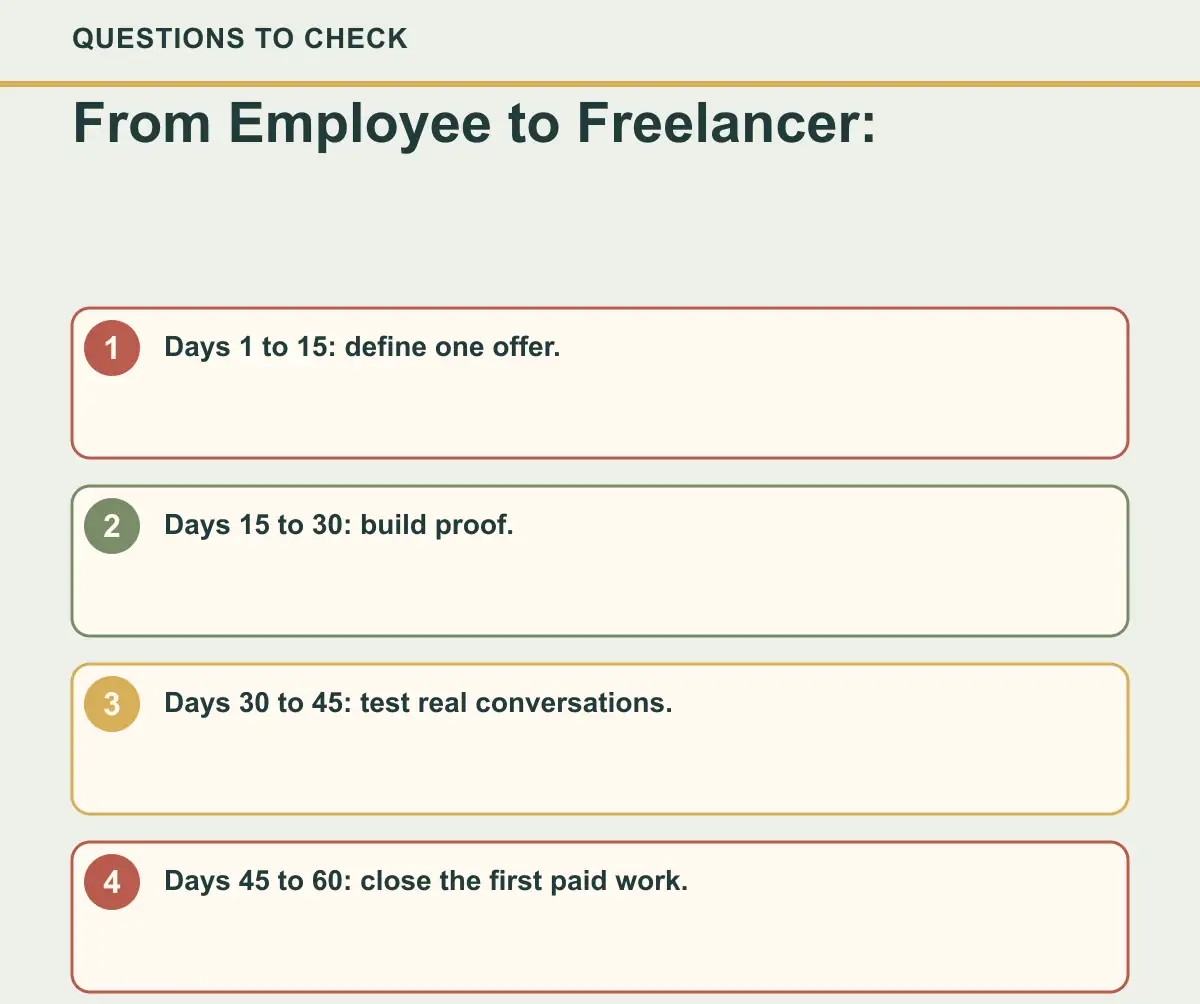 QUESTIONS TO CHECK
From Employee to Freelancer:
1 Days 1 to 15: define one offer.
2 Days 15 to 30: build proof.
3 Days 30 to 45: test real conversations.
4 Days 45 to 60: close the first paid work.